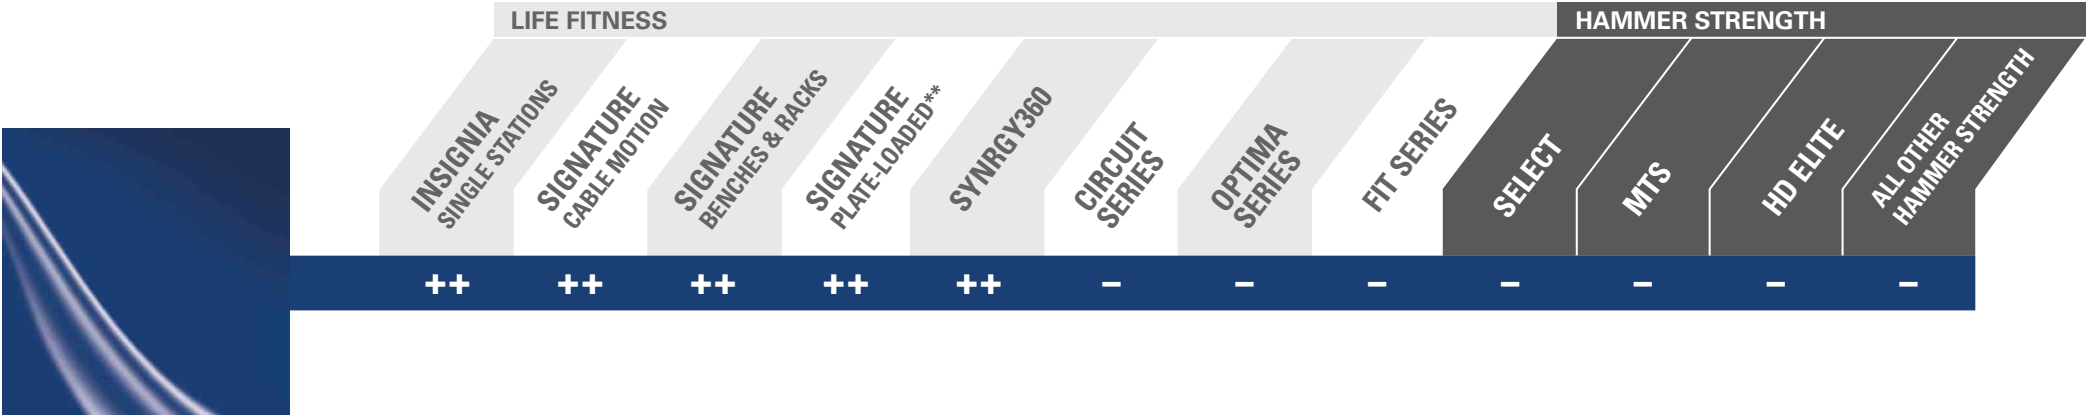 LIFE FITNESS
HAMMER STRENGTH
INSIGNIA
SINGLE STATIONS
SIGNATURE
CABLE MOTION
SIGNATURE
BENCHES & RACKS
SIGNATURE
PLATE-LOADED**
SYNRGY360
CIRCUIT
SERIES
OPTIMA
SERIES
FIT SERIES
SELECT
MTS
HD ELITE
ALL OTHER
HAMMER STRENGTH
++ ++ ++ ++ ++ – – – – – – –